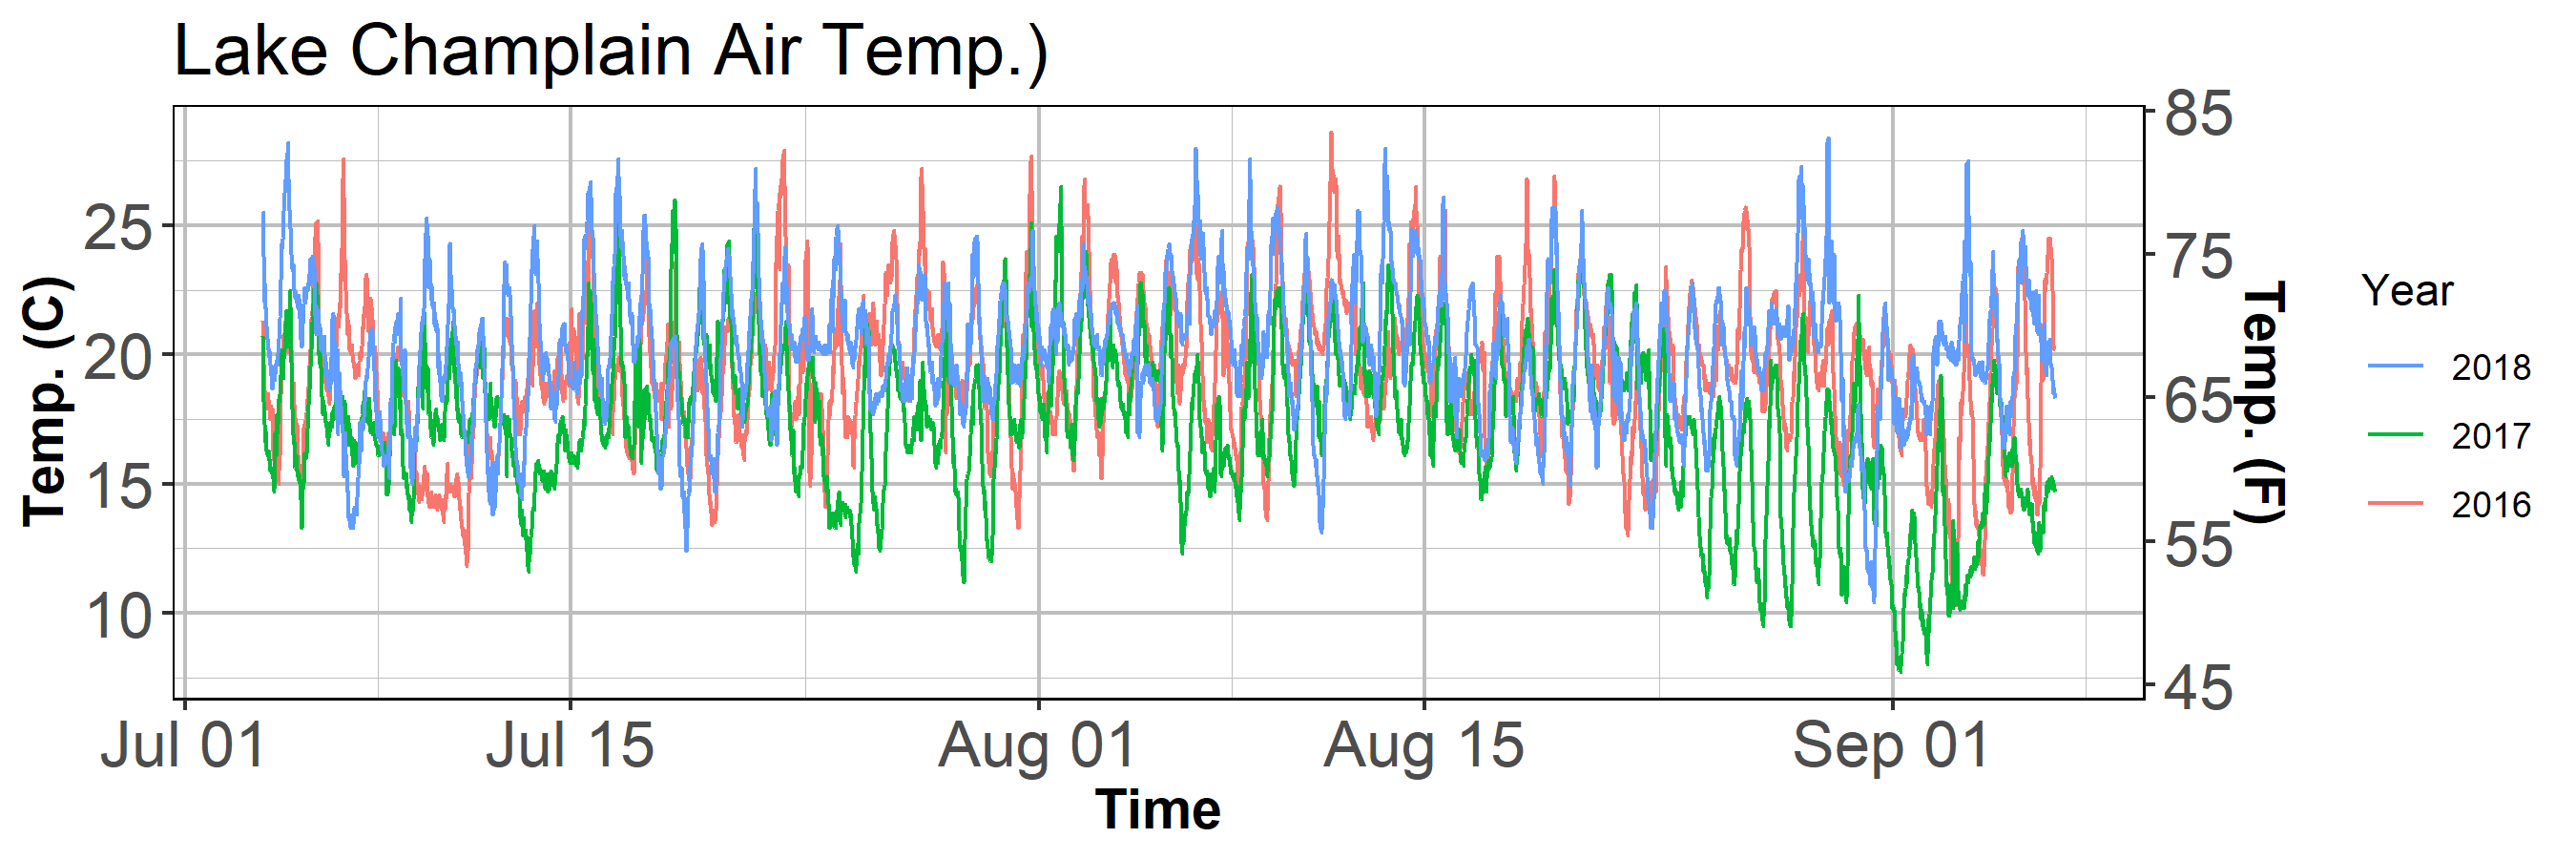 Lake Champlain Air Temp.)
Temp. (C)
25
20
15
10
85
75
65
55
45
Temp. (F)
Jul 01
Jul 15
Aug 01
Aug 15
Sep 01
Time
Year
2018
2017
2016